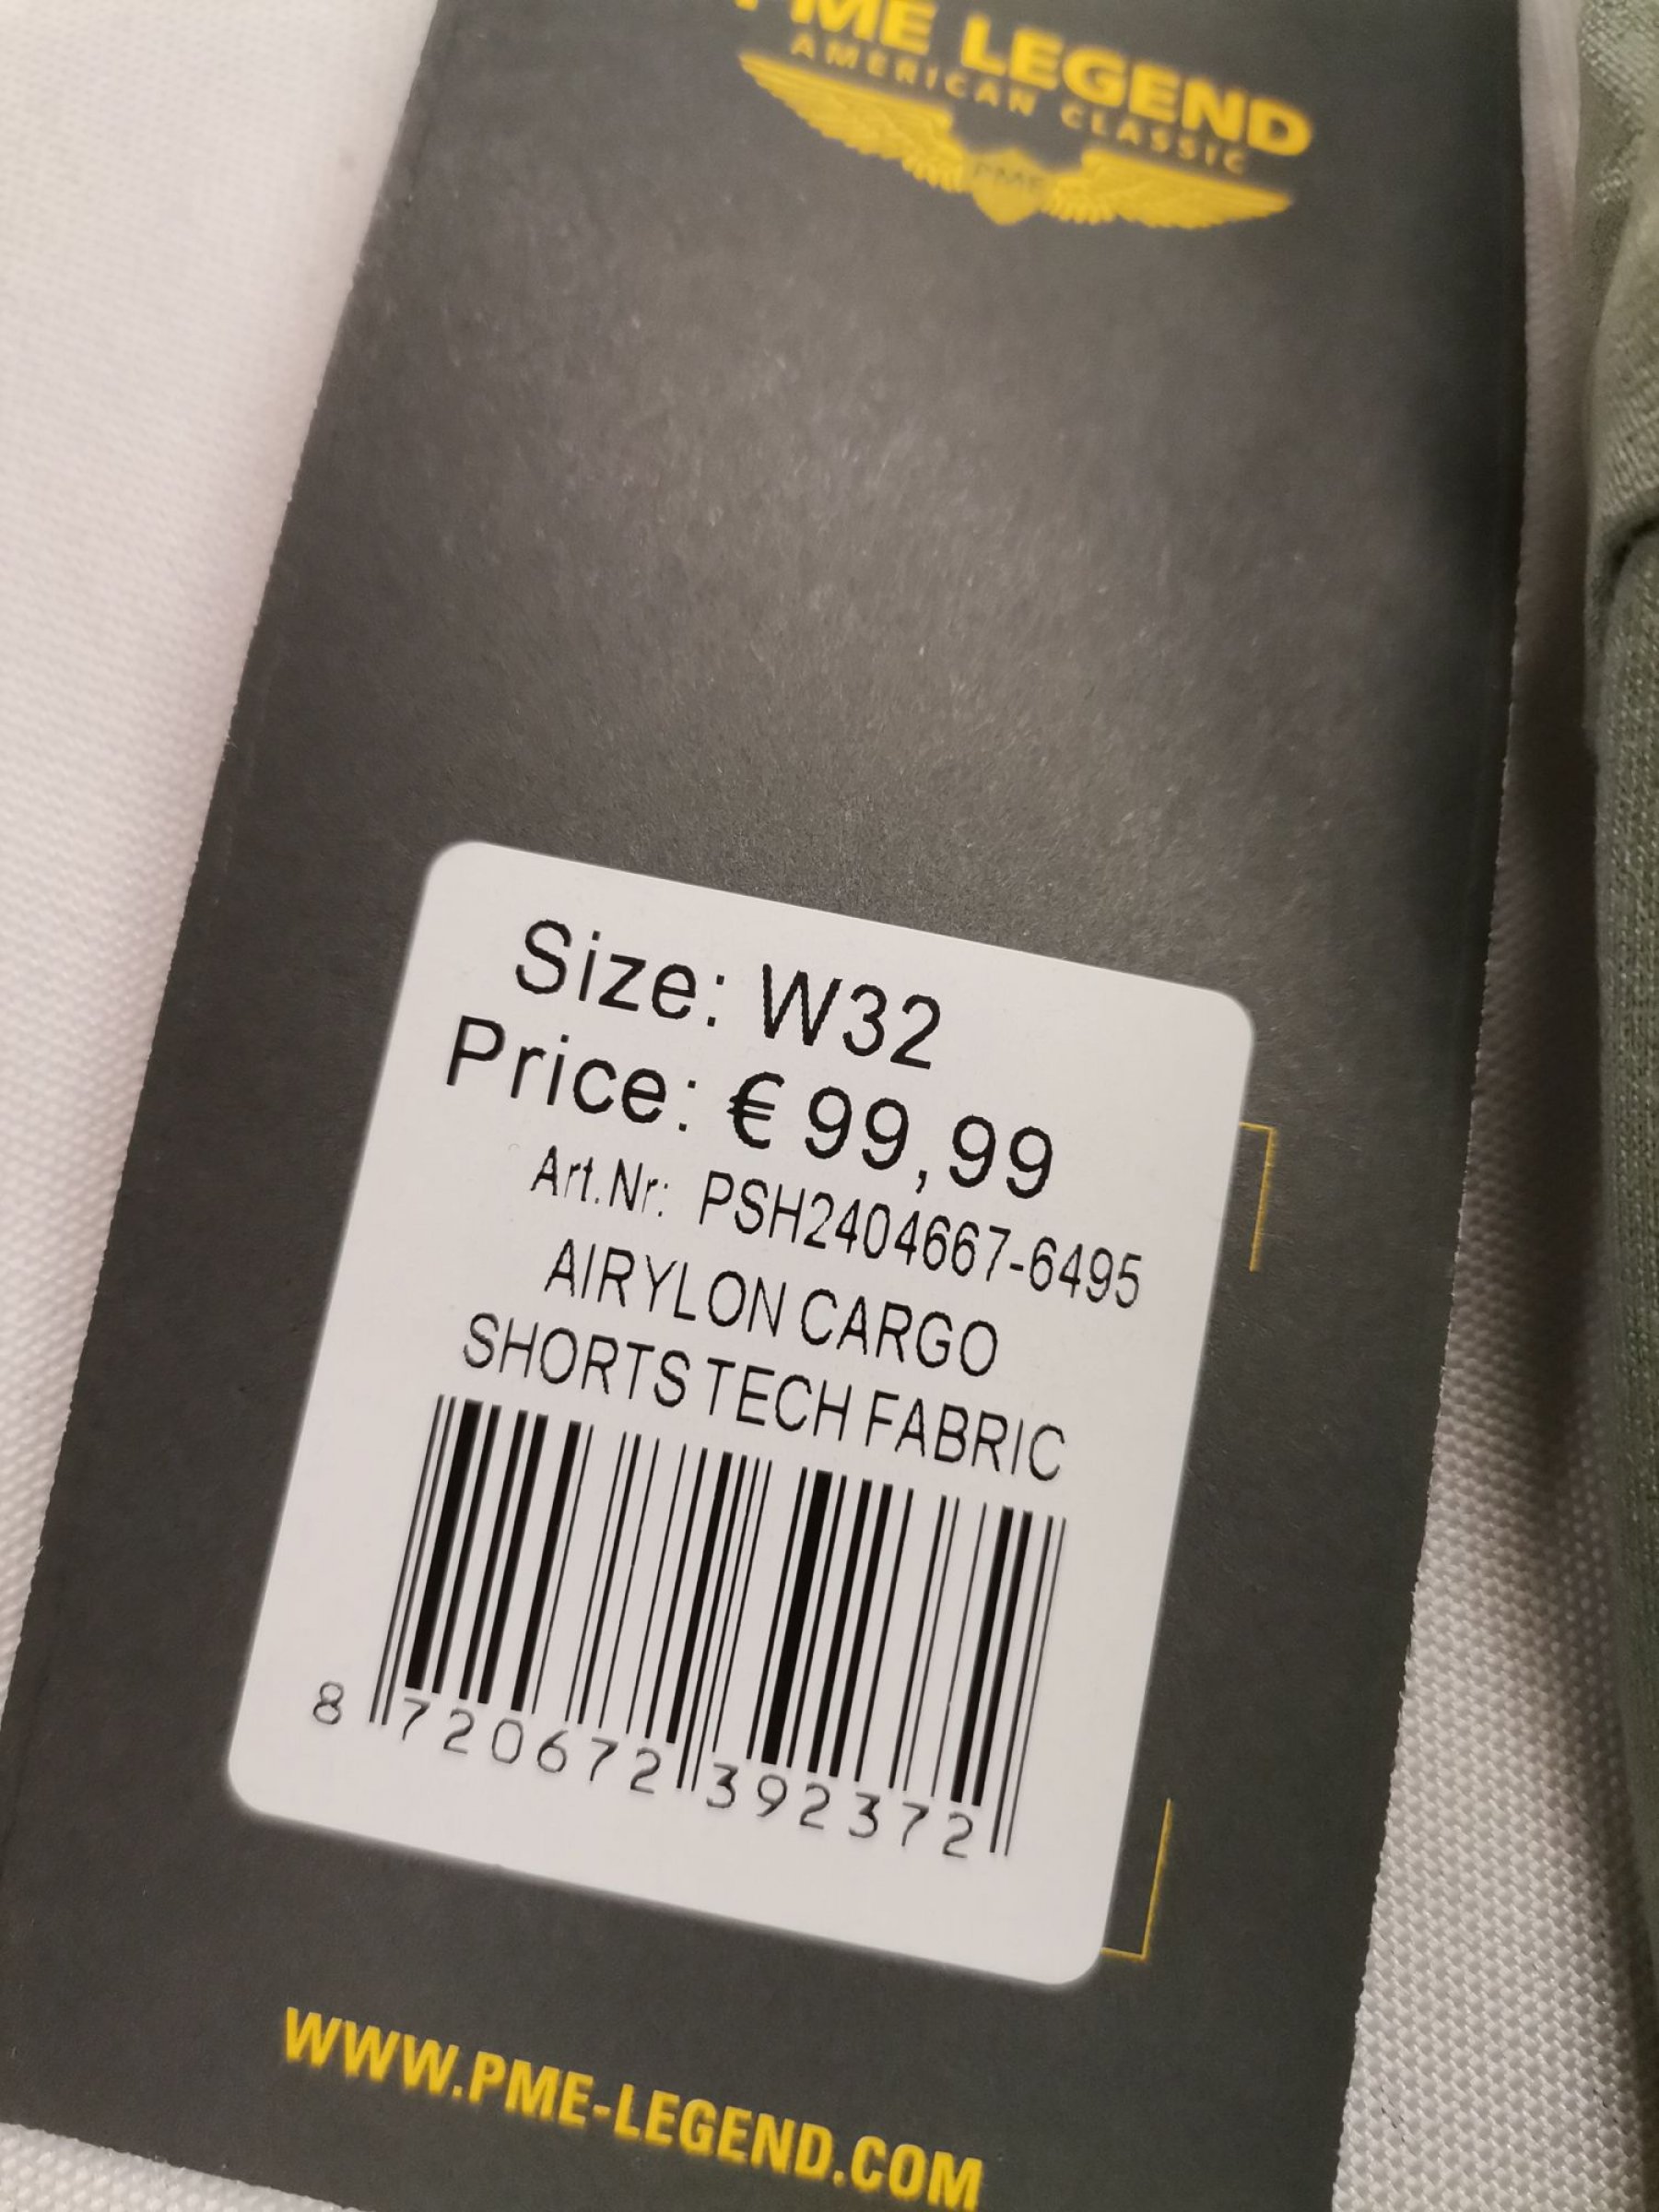 PME LEGEND
AMERICAN CLASSIC
PME
Size: W32
Price: € 99,99
Art.Nr: PSH2404667-6495
AIRYLON CARGO
SHORTS TECH FABRIC
8 720672 392372
WWW.PME-LEGEND.COM